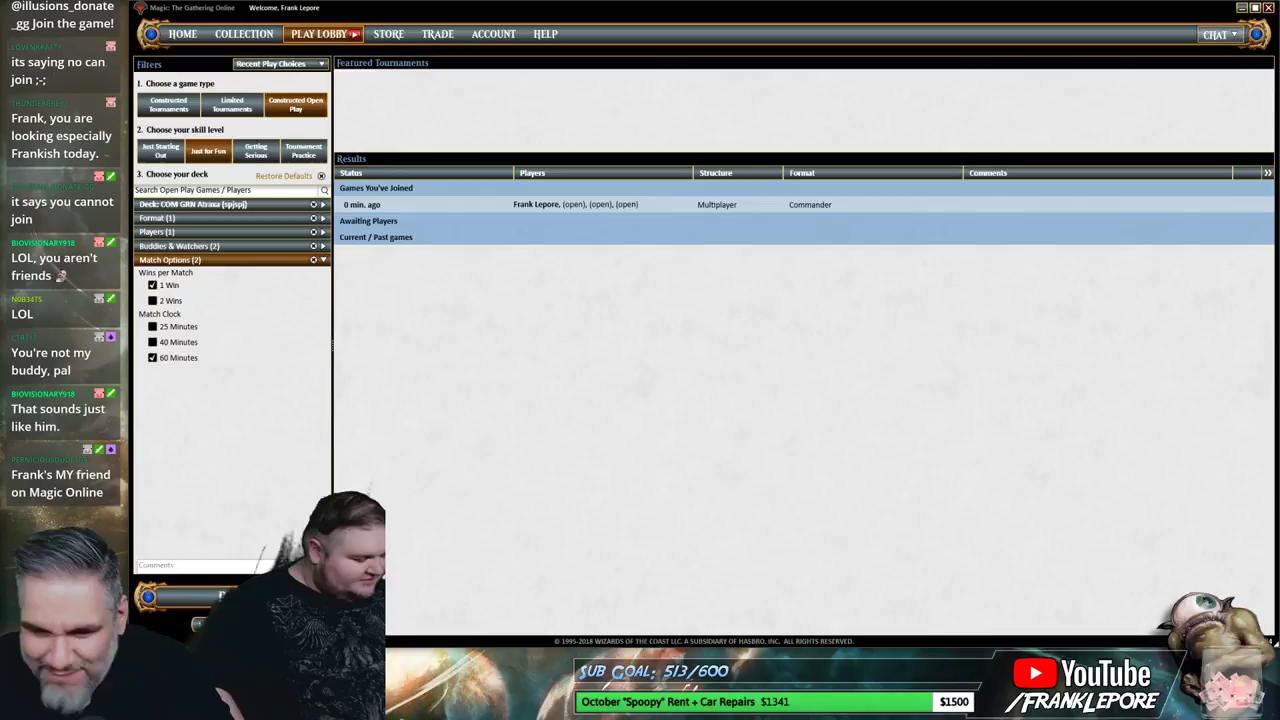 Magic: The Gathering Online
Welcome, Frank Lepore
HOME COLLECTION PLAY LOBBY STORE TRADE ACCOUNT HELP
CHAT
@illusions_donate
_gg Join the game!
LOVENKRAFTY
its saying no can
join ;-;
Frank, you are
looking especially
Frankish today.
it says you cannot
join
BIOVISIONARY918
LOL, you aren't
friends
N0B34TS
LOL
You're not my
buddy, pal
BIOVISIONARY918
That sounds just
like him.
Frank's MY friend
on Magic Online
Filters
Recent Play Choices
1. Choose a game type
Constructed Tournaments
Limited Tournaments
Constructed Open Play
2. Choose your skill level
Just Starting Out
Just for Fun
Getting Serious
Tournament Practice
3. Choose your deck
Restore Defaults
Search Open Play Games / Players
Deck: COM GRN Atraxa (spjspj)
Format (1)
Players (1)
Buddies & Watchers (2)
Match Options (2)
Wins per Match
1 Win
2 Wins
Match Clock
25 Minutes
40 Minutes
60 Minutes
Comments
Featured Tournaments
Results
Status Players Structure Format Comments
Games You've Joined
0 min. ago Frank Lepore, (open), (open), (open) Multiplayer Commander
Awaiting Players
Current / Past games
© 1995-2018 WIZARDS OF THE COAST LLC. A SUBSIDIARY OF HASBRO, INC. ALL RIGHTS RESERVED.
SUB GOAL: 513/600
October "Spoopy" Rent + Car Repairs $1341
$1500
YouTube
/FRANKLEPORE